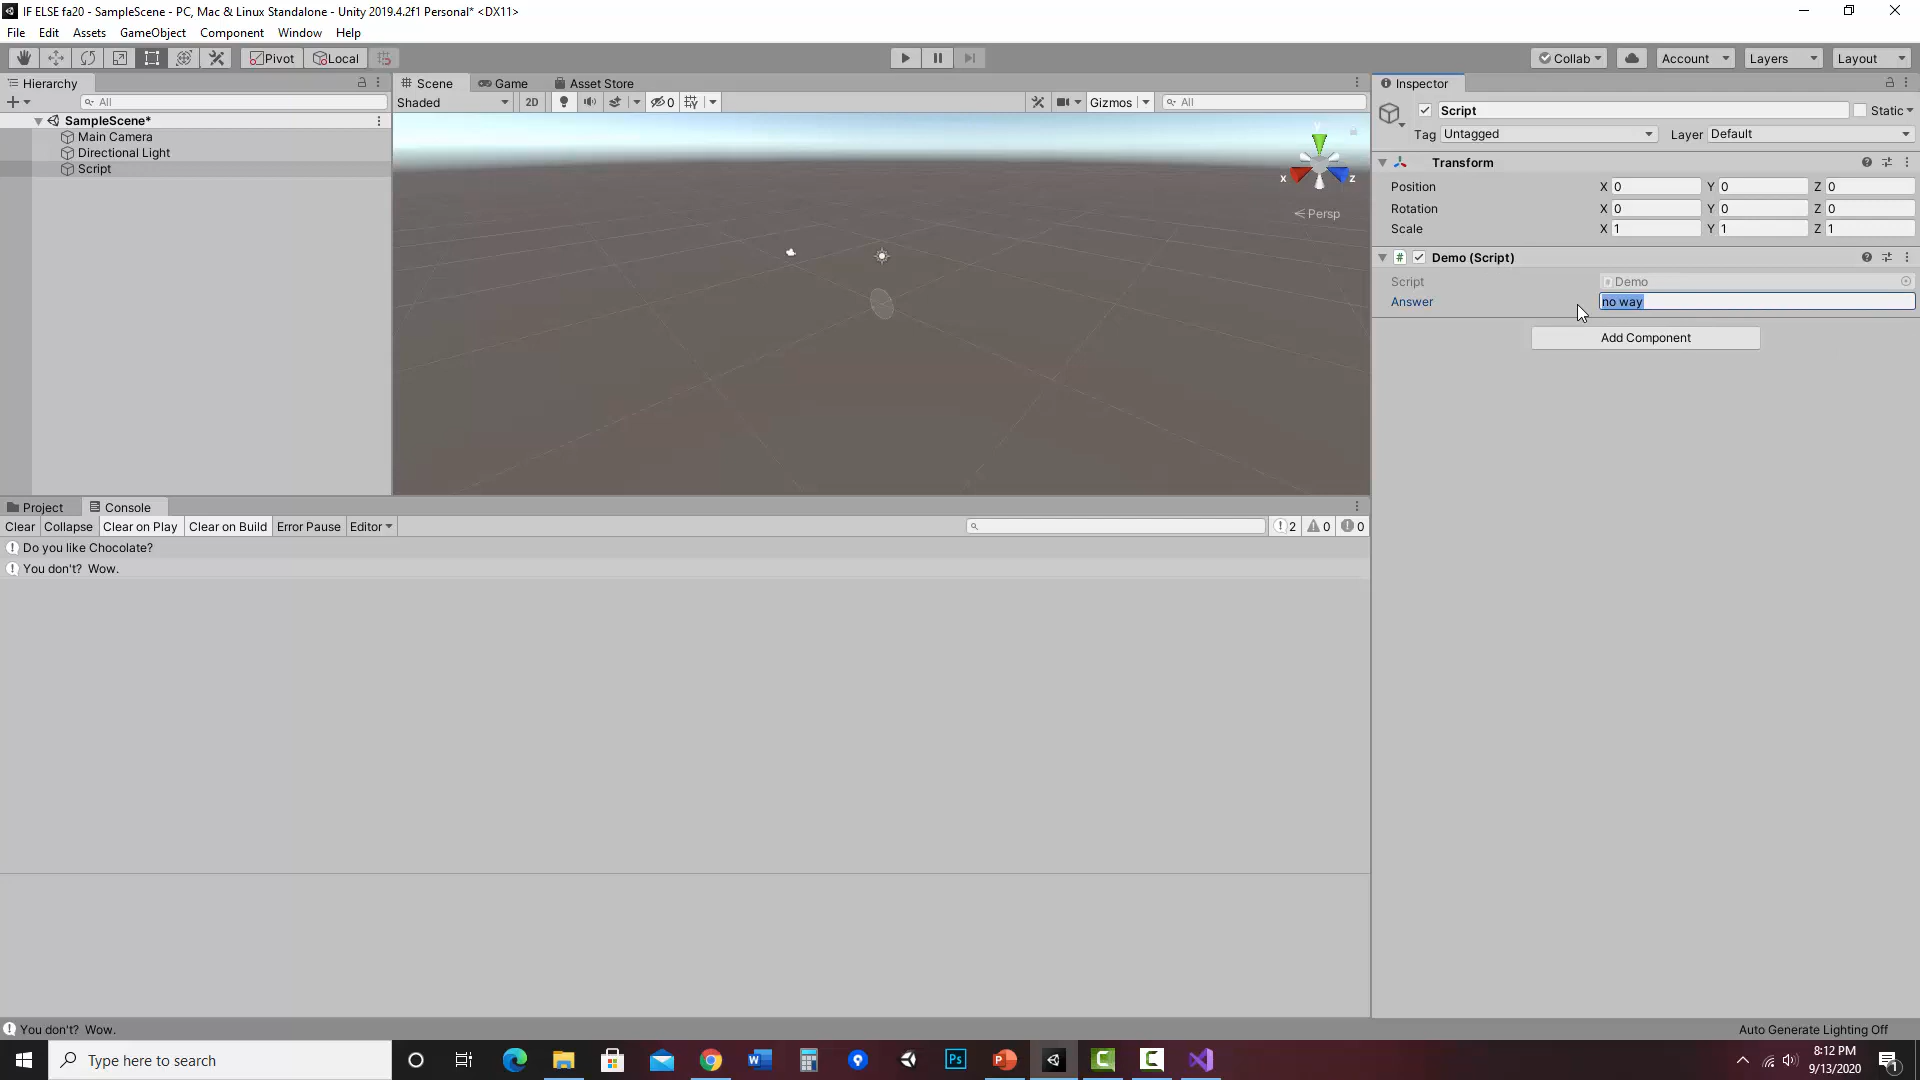 IF ELSE fa20 - SampleScene - PC, Mac & Linux Standalone - Unity 2019.4.2f1 Personal* <DX11>
File Edit Assets GameObject Component Window Help
Pivot Local Collab Account Layers Layout
Hierarchy
All
SampleScene*
Main Camera
Directional Light
Script
Scene Game Asset Store
Shaded 2D 0 Gizmos All
y
x z
Persp
Inspector
Script Static
Tag Untagged Layer Default
Transform
Position X 0 Y 0 Z 0
Rotation X 0 Y 0 Z 0
Scale X 1 Y 1 Z 1
# Demo (Script)
Script Demo
Answer no way
Add Component
Project Console
Clear Collapse Clear on Play Clear on Build Error Pause Editor 2 0 0
Do you like Chocolate?
You don't? Wow.
You don't? Wow.
Auto Generate Lighting Off
Type here to search
8:12 PM
9/13/2020
1